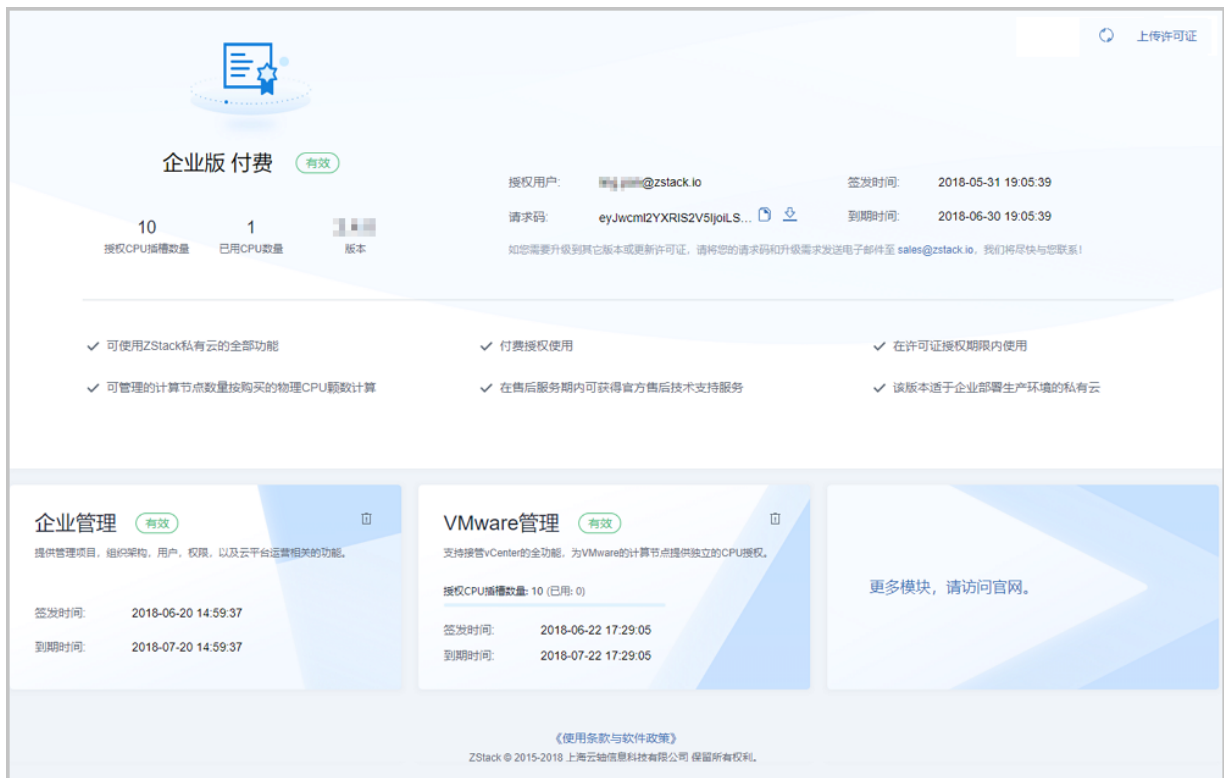 上传许可证
企业版 付费 有效
授权用户: @zstack.io 签发时间: 2018-05-31 19:05:39
10 1
授权CPU插槽数量 已用CPU数量 版本
请求码: eyJwcml2YXRlS2V5IjoiLS... 到期时间: 2018-06-30 19:05:39
如您需要升级到其它版本或更新许可证，请将您的请求码和升级需求发送电子邮件至 sales@zstack.io，我们将尽快与您联系！
可使用ZStack私有云的全部功能 付费授权使用 在许可证授权期限内使用
可管理的计算节点数量按购买的物理CPU颗数计算 在售后服务期内可获得官方售后技术支持服务 该版本适于企业部署生产环境的私有云
企业管理 有效
提供管理项目，组织架构，用户，权限，以及云平台运营相关的功能。
签发时间: 2018-06-20 14:59:37
到期时间: 2018-07-20 14:59:37
VMware管理 有效
支持接管vCenter的全功能，为VMware的计算节点提供独立的CPU授权。
授权CPU插槽数量: 10 (已用: 0)
签发时间: 2018-06-22 17:29:05
到期时间: 2018-07-22 17:29:05
更多模块，请访问官网。
《使用条款与软件政策》
ZStack © 2015-2018 上海云轴信息科技有限公司 保留所有权利。